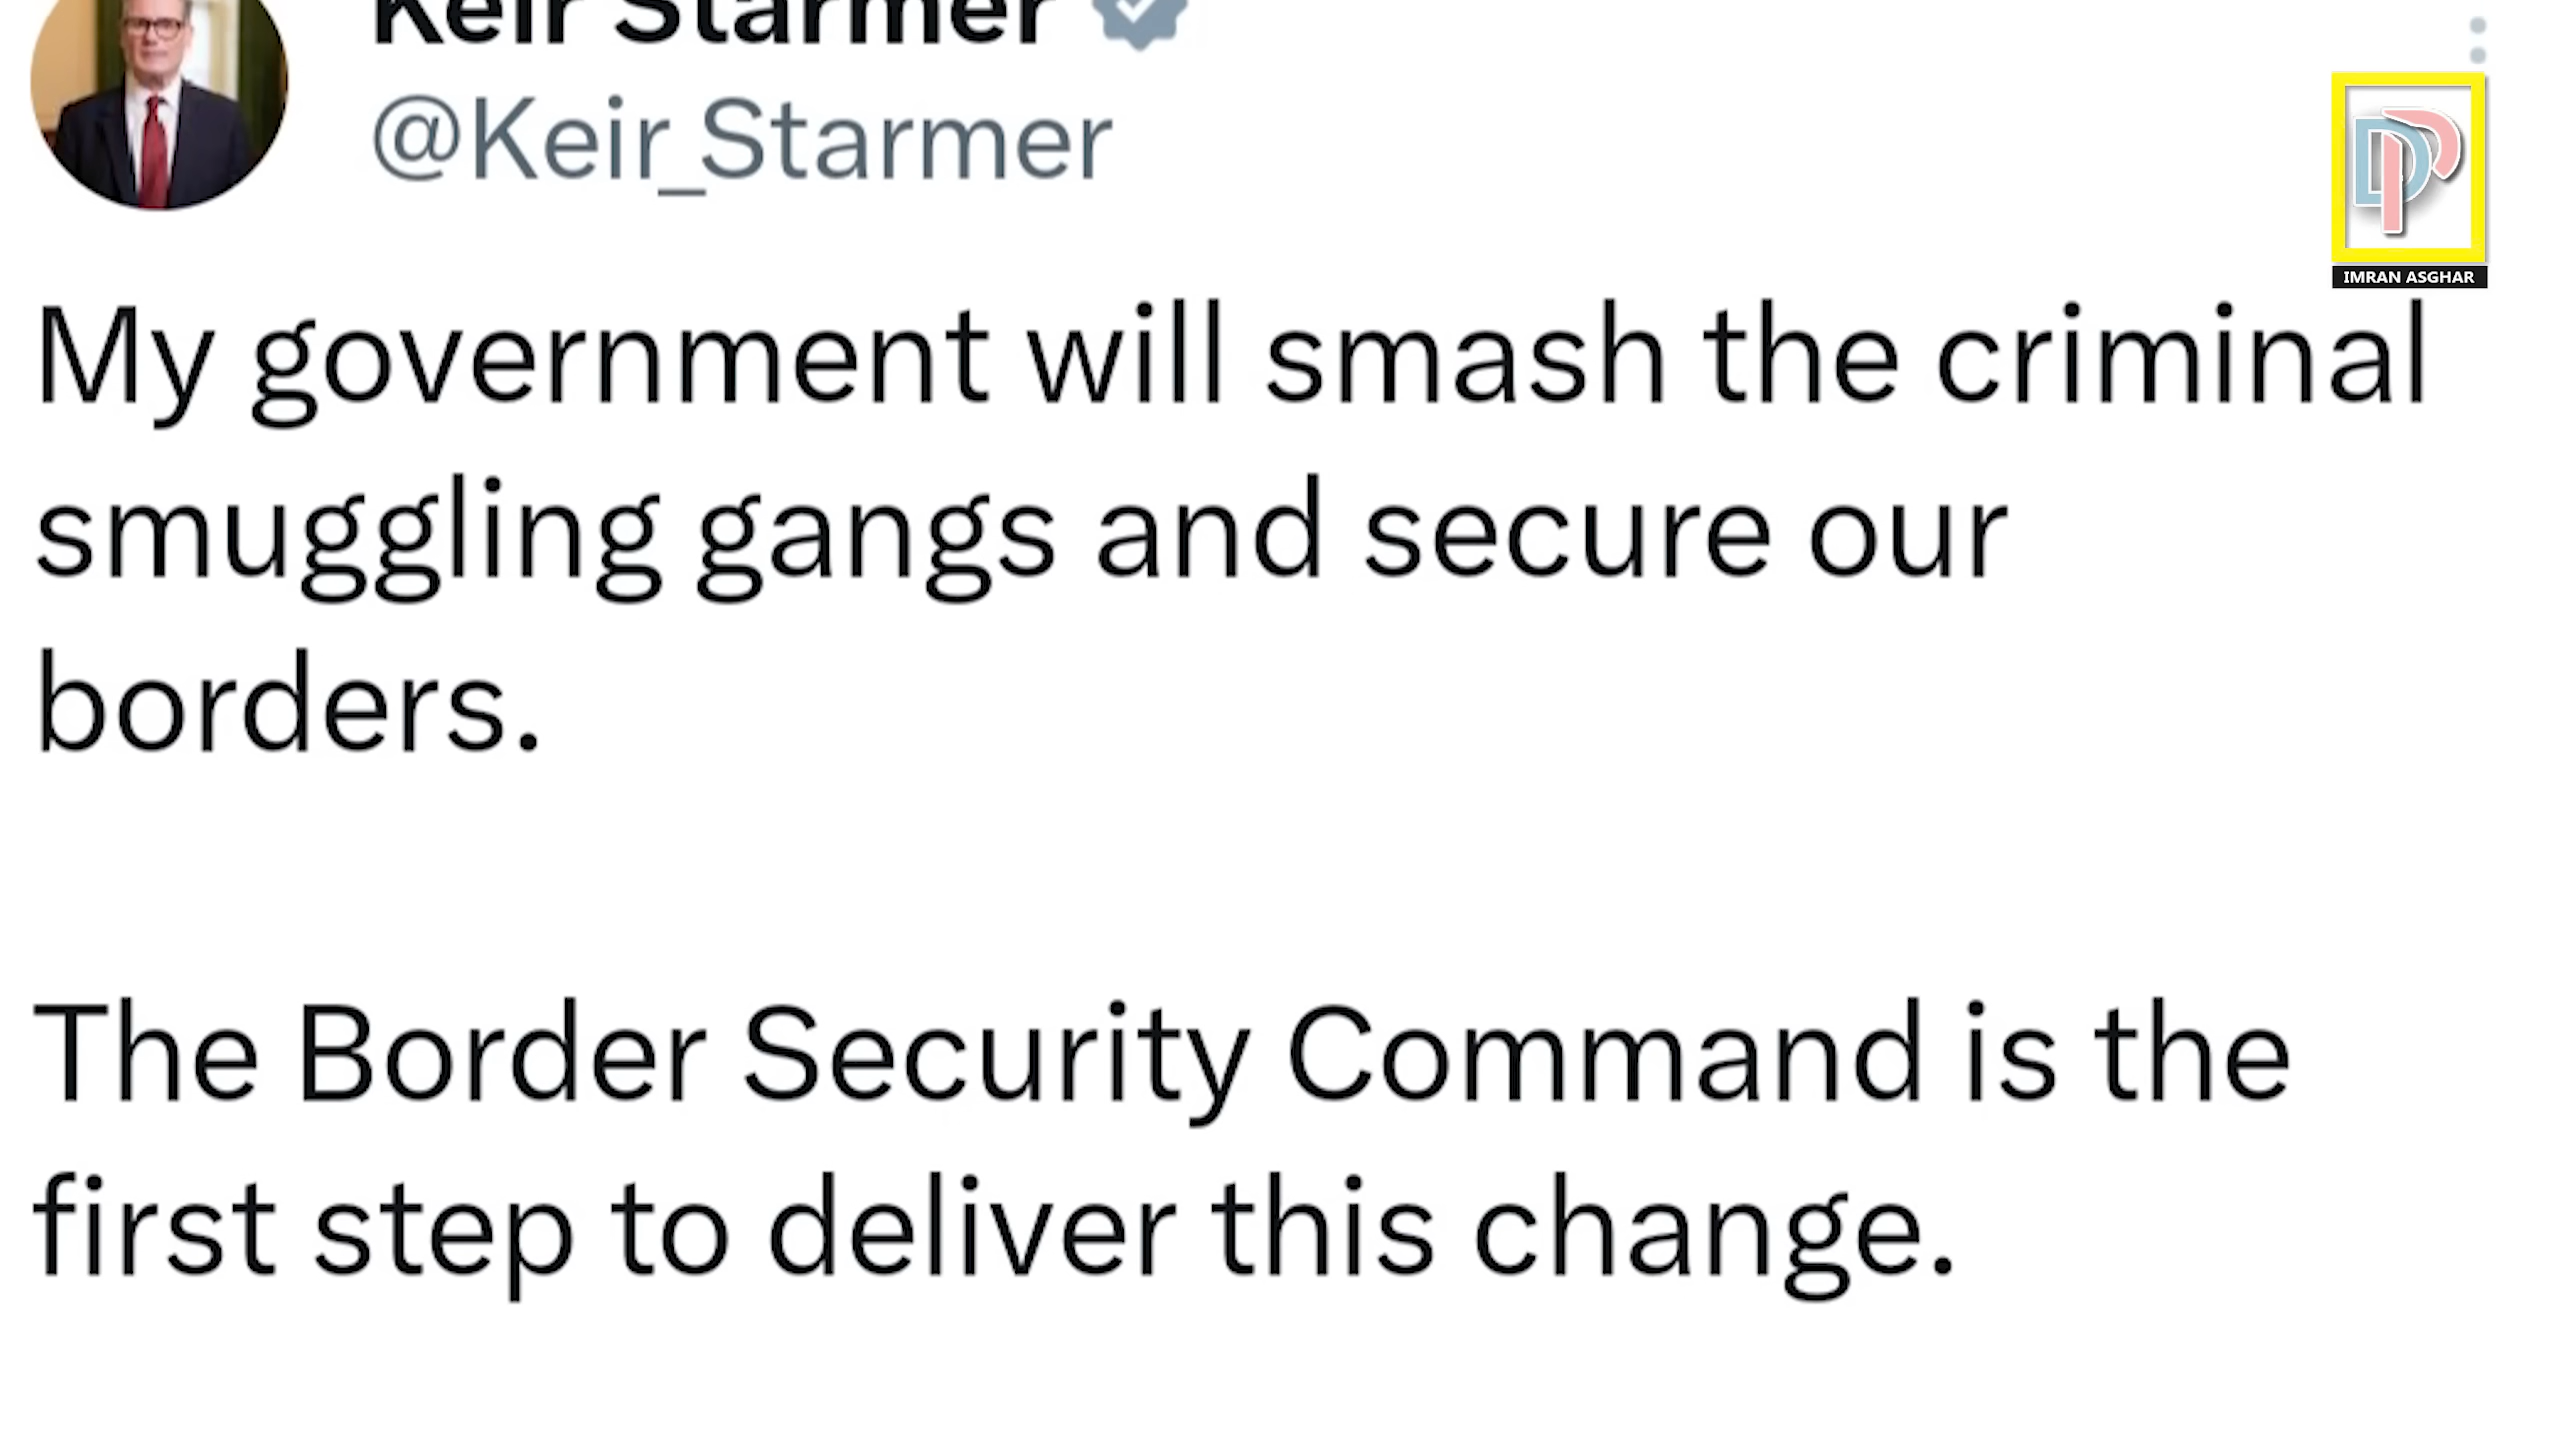 Keir Starmer
@Keir_Starmer
DP
IMRAN ASGHAR
My government will smash the criminal
smuggling gangs and secure our
borders.
The Border Security Command is the
first step to deliver this change.